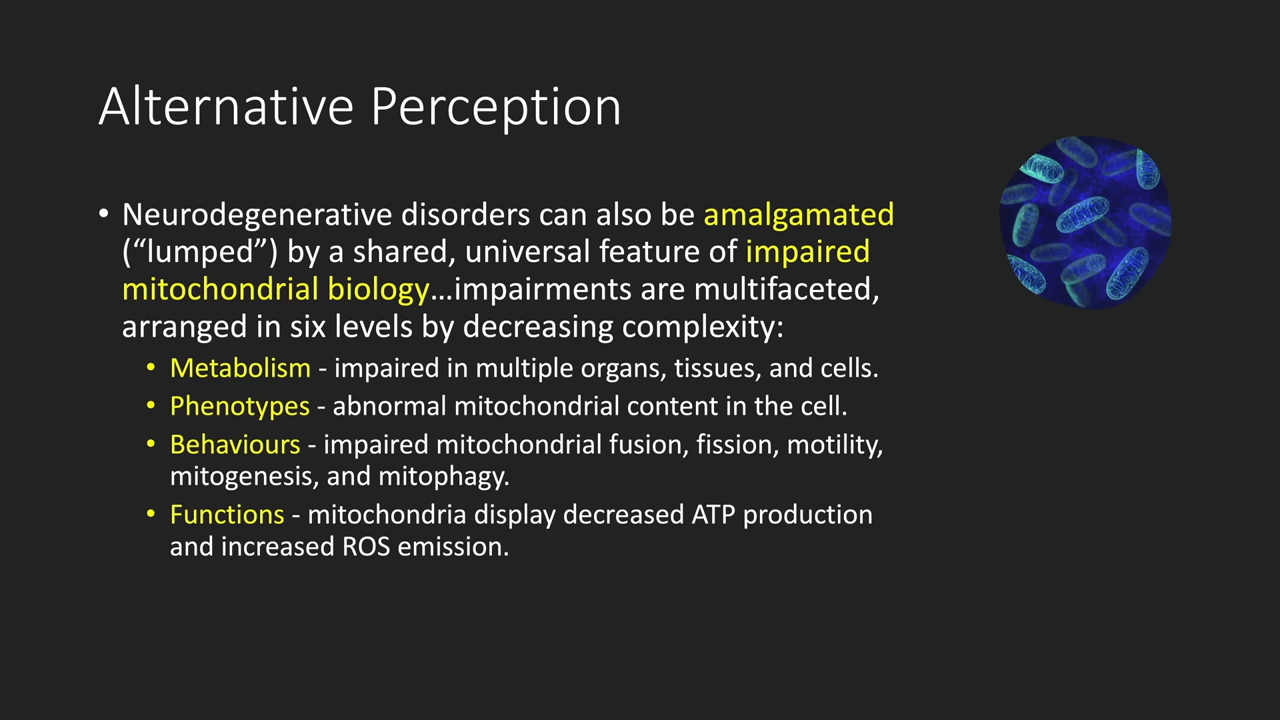 Alternative Perception
• Neurodegenerative disorders can also be amalgamated
(“lumped”) by a shared, universal feature of impaired
mitochondrial biology…impairments are multifaceted,
arranged in six levels by decreasing complexity:
• Metabolism - impaired in multiple organs, tissues, and cells.
• Phenotypes - abnormal mitochondrial content in the cell.
• Behaviours - impaired mitochondrial fusion, fission, motility,
mitogenesis, and mitophagy.
• Functions - mitochondria display decreased ATP production
and increased ROS emission.